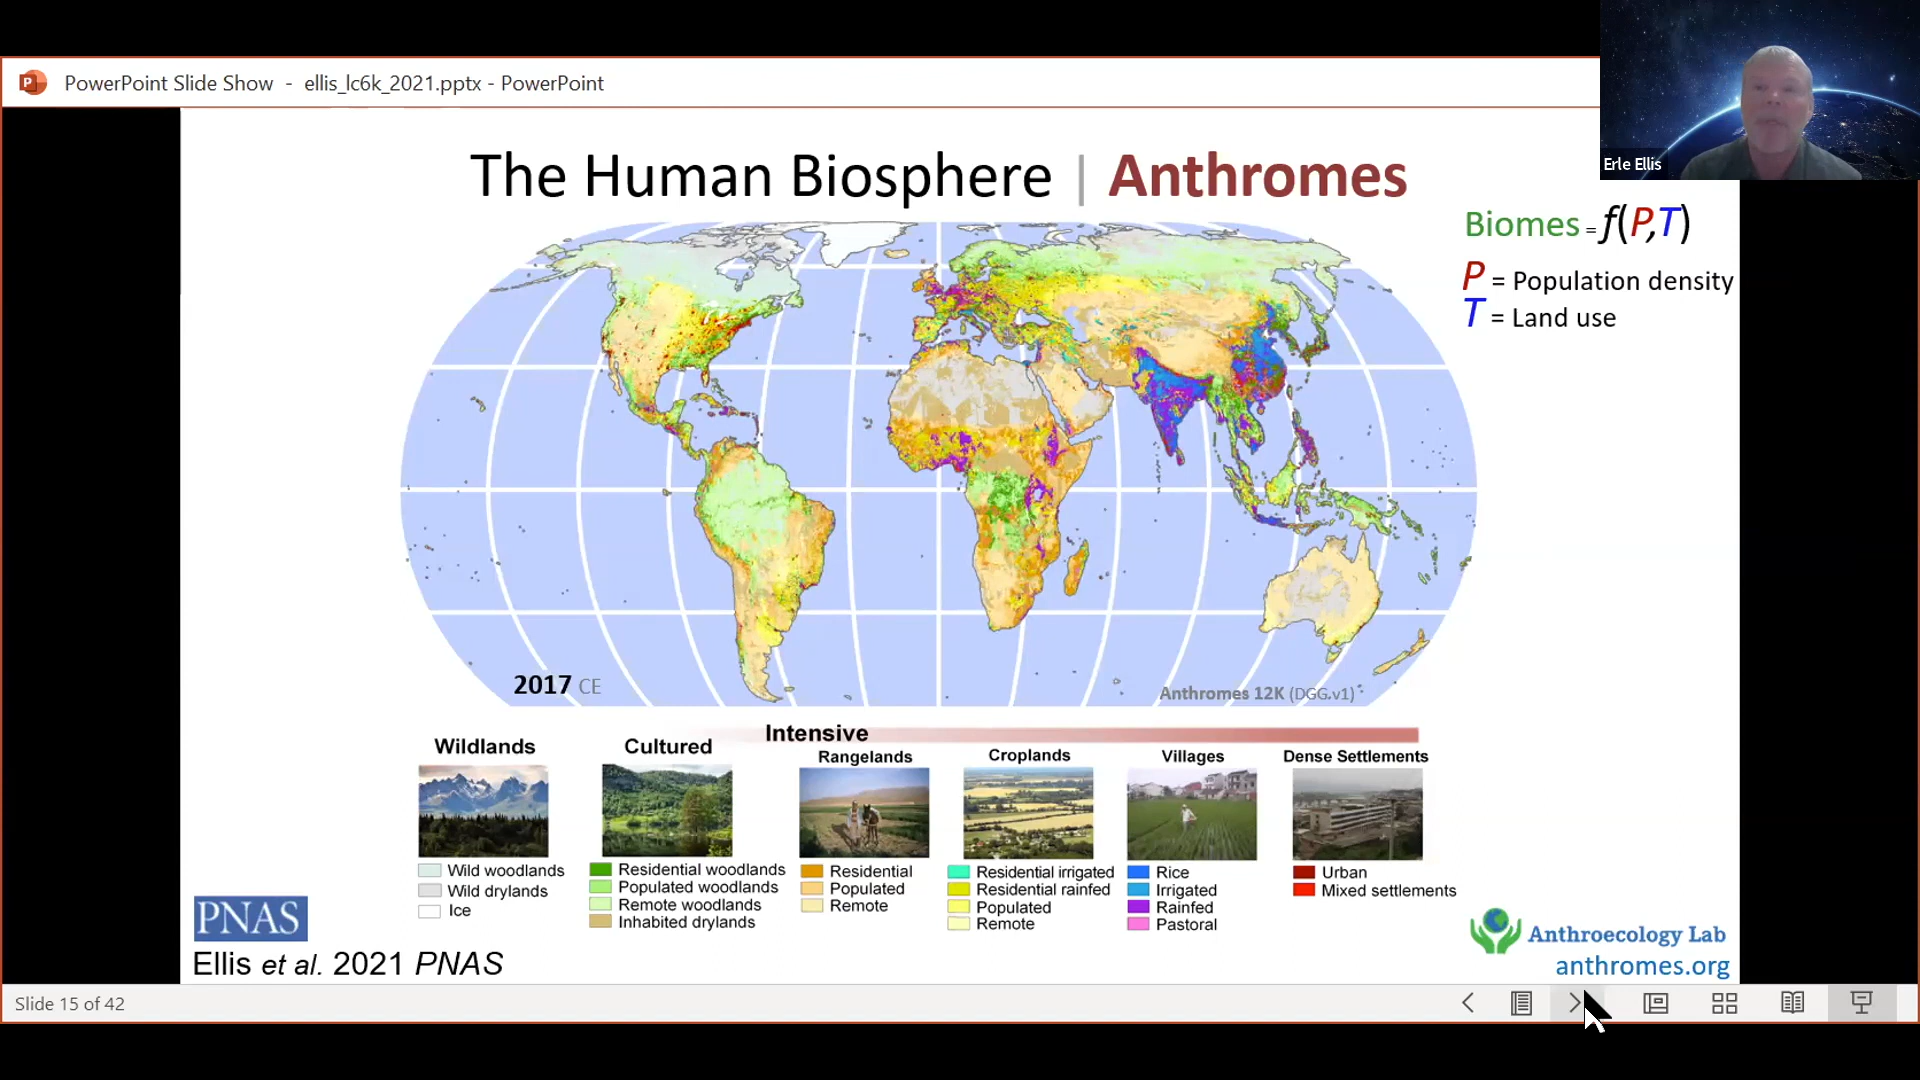 PowerPoint Slide Show - ellis_lc6k_2021.pptx - PowerPoint
Erle Ellis
The Human Biosphere | Anthromes
Biomes = f(P,T)
P = Population density
T = Land use
2017 CE
Anthromes 12K (DGG.v1)
Intensive
Wildlands
Cultured
Rangelands
Croplands
Villages
Dense Settlements
Wild woodlands
Wild drylands
Ice
Residential woodlands
Populated woodlands
Remote woodlands
Inhabited drylands
Residential
Populated
Remote
Residential irrigated
Residential rainfed
Populated
Remote
Rice
Irrigated
Rainfed
Pastoral
Urban
Mixed settlements
PNAS
Ellis et al. 2021 PNAS
Anthroecology Lab
anthromes.org
Slide 15 of 42